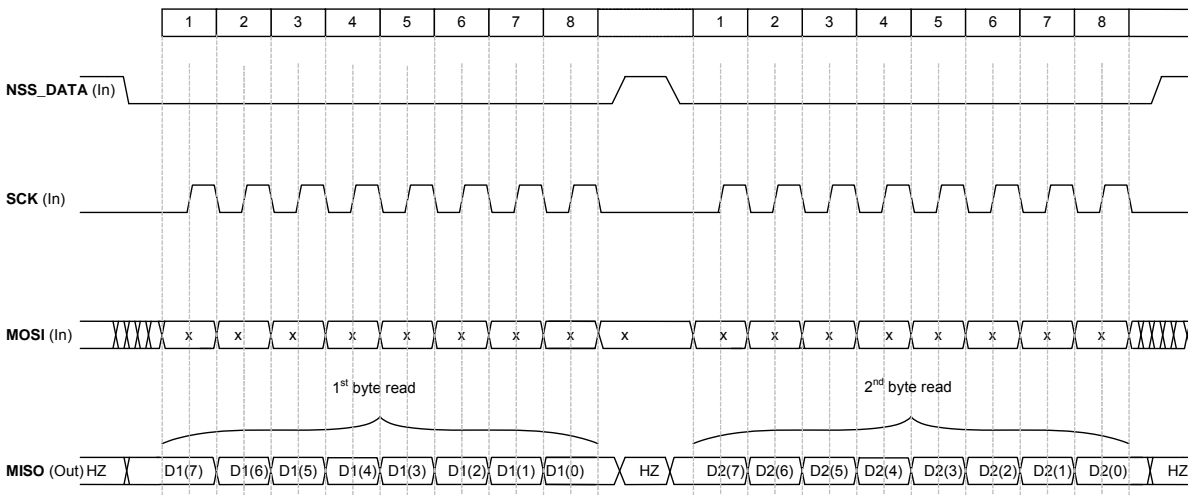 1 2 3 4 5 6 7 8 1 2 3 4 5 6 7 8
NSS_DATA (In)
SCK (In)
MOSI (In) x x x x x x x x x x x x x x x x x
1st byte read 2nd byte read
MISO (Out) HZ D1(7) D1(6) D1(5) D1(4) D1(3) D1(2) D1(1) D1(0) HZ D2(7) D2(6) D2(5) D2(4) D2(3) D2(2) D2(1) D2(0) HZ